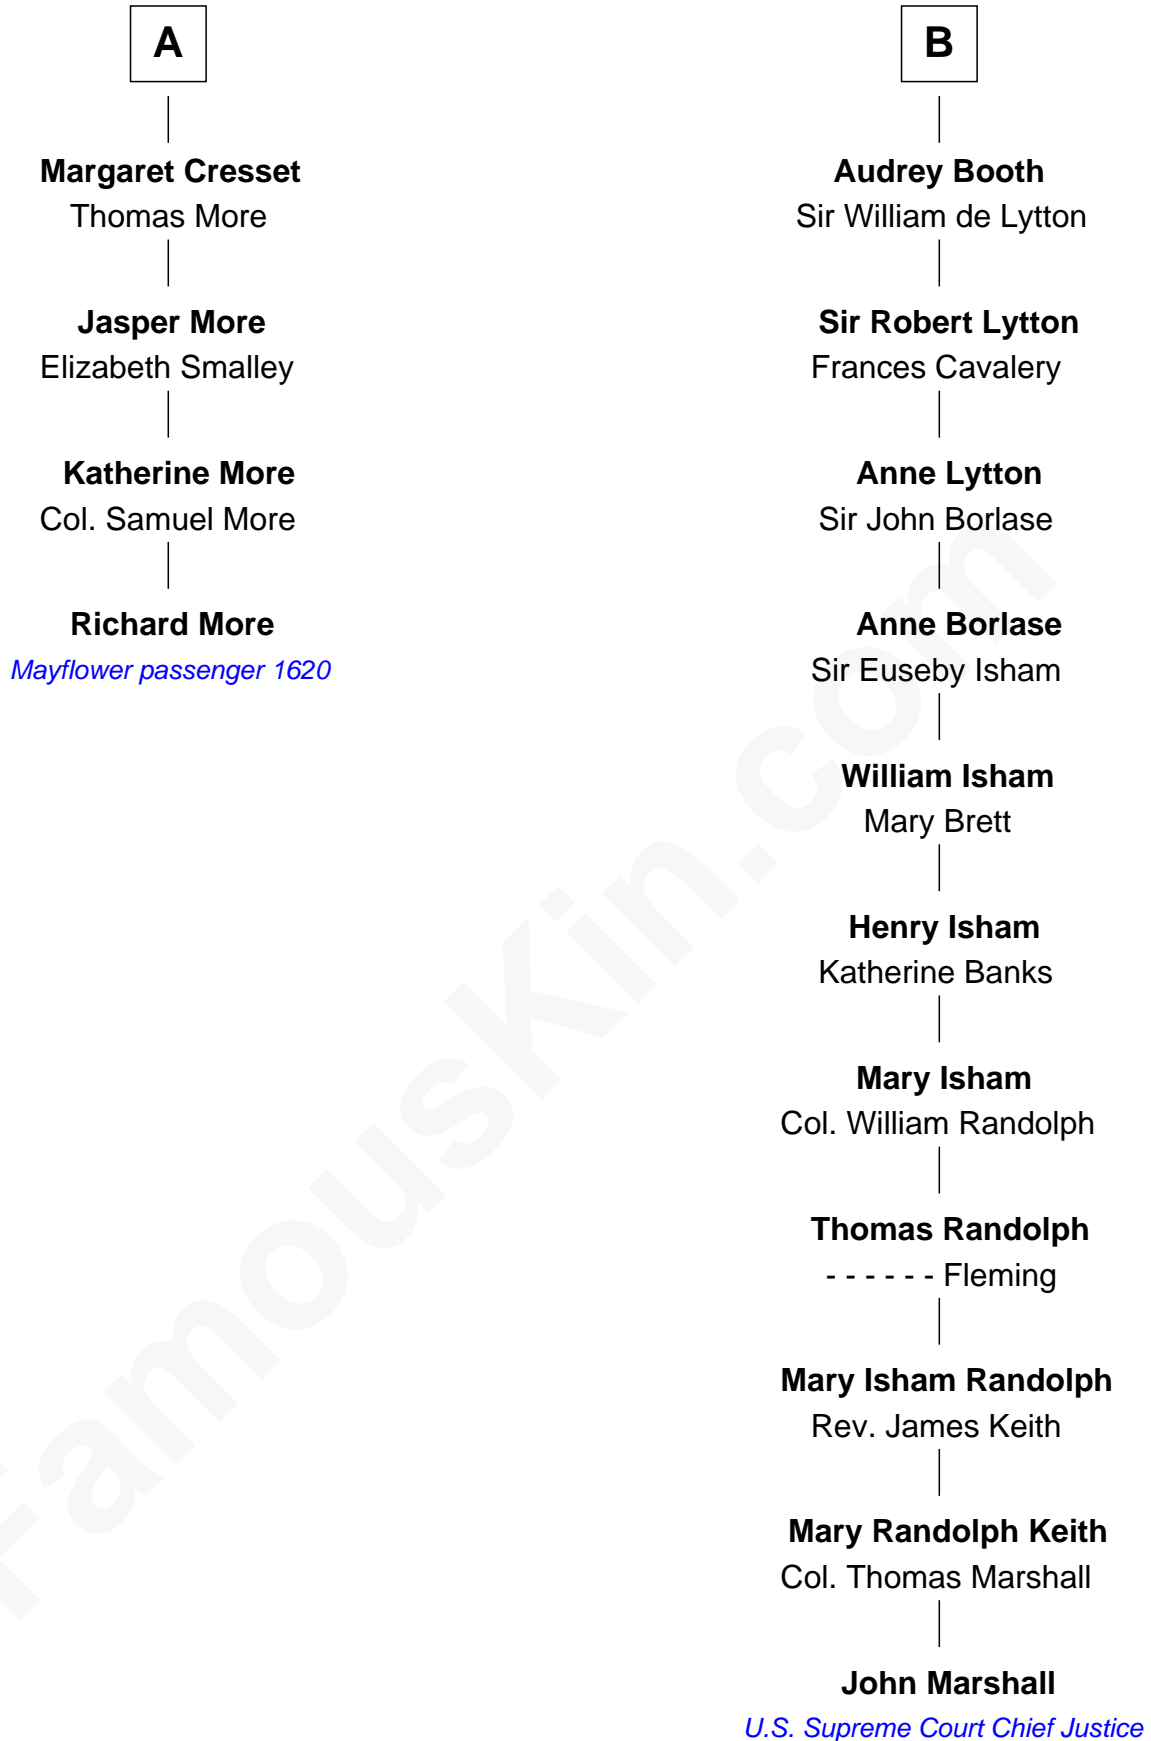 A
Margaret Cresset
Thomas More
Jasper More
Elizabeth Smalley
Katherine More
Col. Samuel More
Richard More
Mayflower passenger 1620
B
Audrey Booth
Sir William de Lytton
Sir Robert Lytton
Frances Cavalery
Anne Lytton
Sir John Borlase
Anne Borlase
Sir Euseby Isham
William Isham
Mary Brett
Henry Isham
Katherine Banks
Mary Isham
Col. William Randolph
Thomas Randolph
- - - - - - Fleming
Mary Isham Randolph
Rev. James Keith
Mary Randolph Keith
Col. Thomas Marshall
John Marshall
U.S. Supreme Court Chief Justice
FamousKin.com